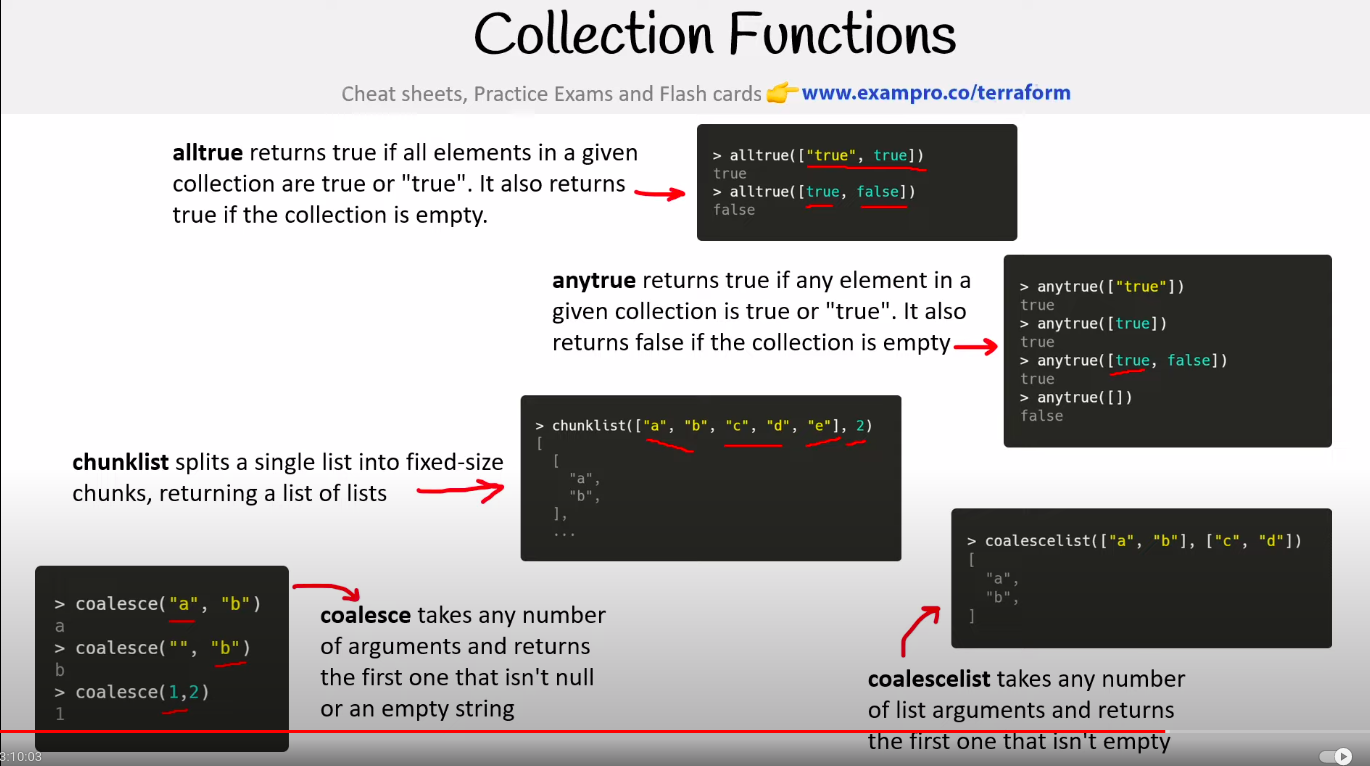 Collection Functions
Cheat sheets, Practice Exams and Flash cards 👉 www.exampro.co/terraform
alltrue returns true if all elements in a given
collection are true or "true". It also returns
true if the collection is empty.
> alltrue(["true", true])
true
> alltrue([true, false])
false
anytrue returns true if any element in a
given collection is true or "true". It also
returns false if the collection is empty
> anytrue(["true"])
true
> anytrue([true])
true
> anytrue([true, false])
true
> anytrue([])
false
chunklist splits a single list into fixed-size
chunks, returning a list of lists
> chunklist(["a", "b", "c", "d", "e"], 2)
[
[
"a",
"b",
],
...
> coalesce("a", "b")
a
> coalesce("", "b")
b
> coalesce(1,2)
1
coalesce takes any number
of arguments and returns
the first one that isn't null
or an empty string
> coalescelist(["a", "b"], ["c", "d"])
[
"a",
"b",
]
coalescelist takes any number
of list arguments and returns
the first one that isn't empty
3:10:03